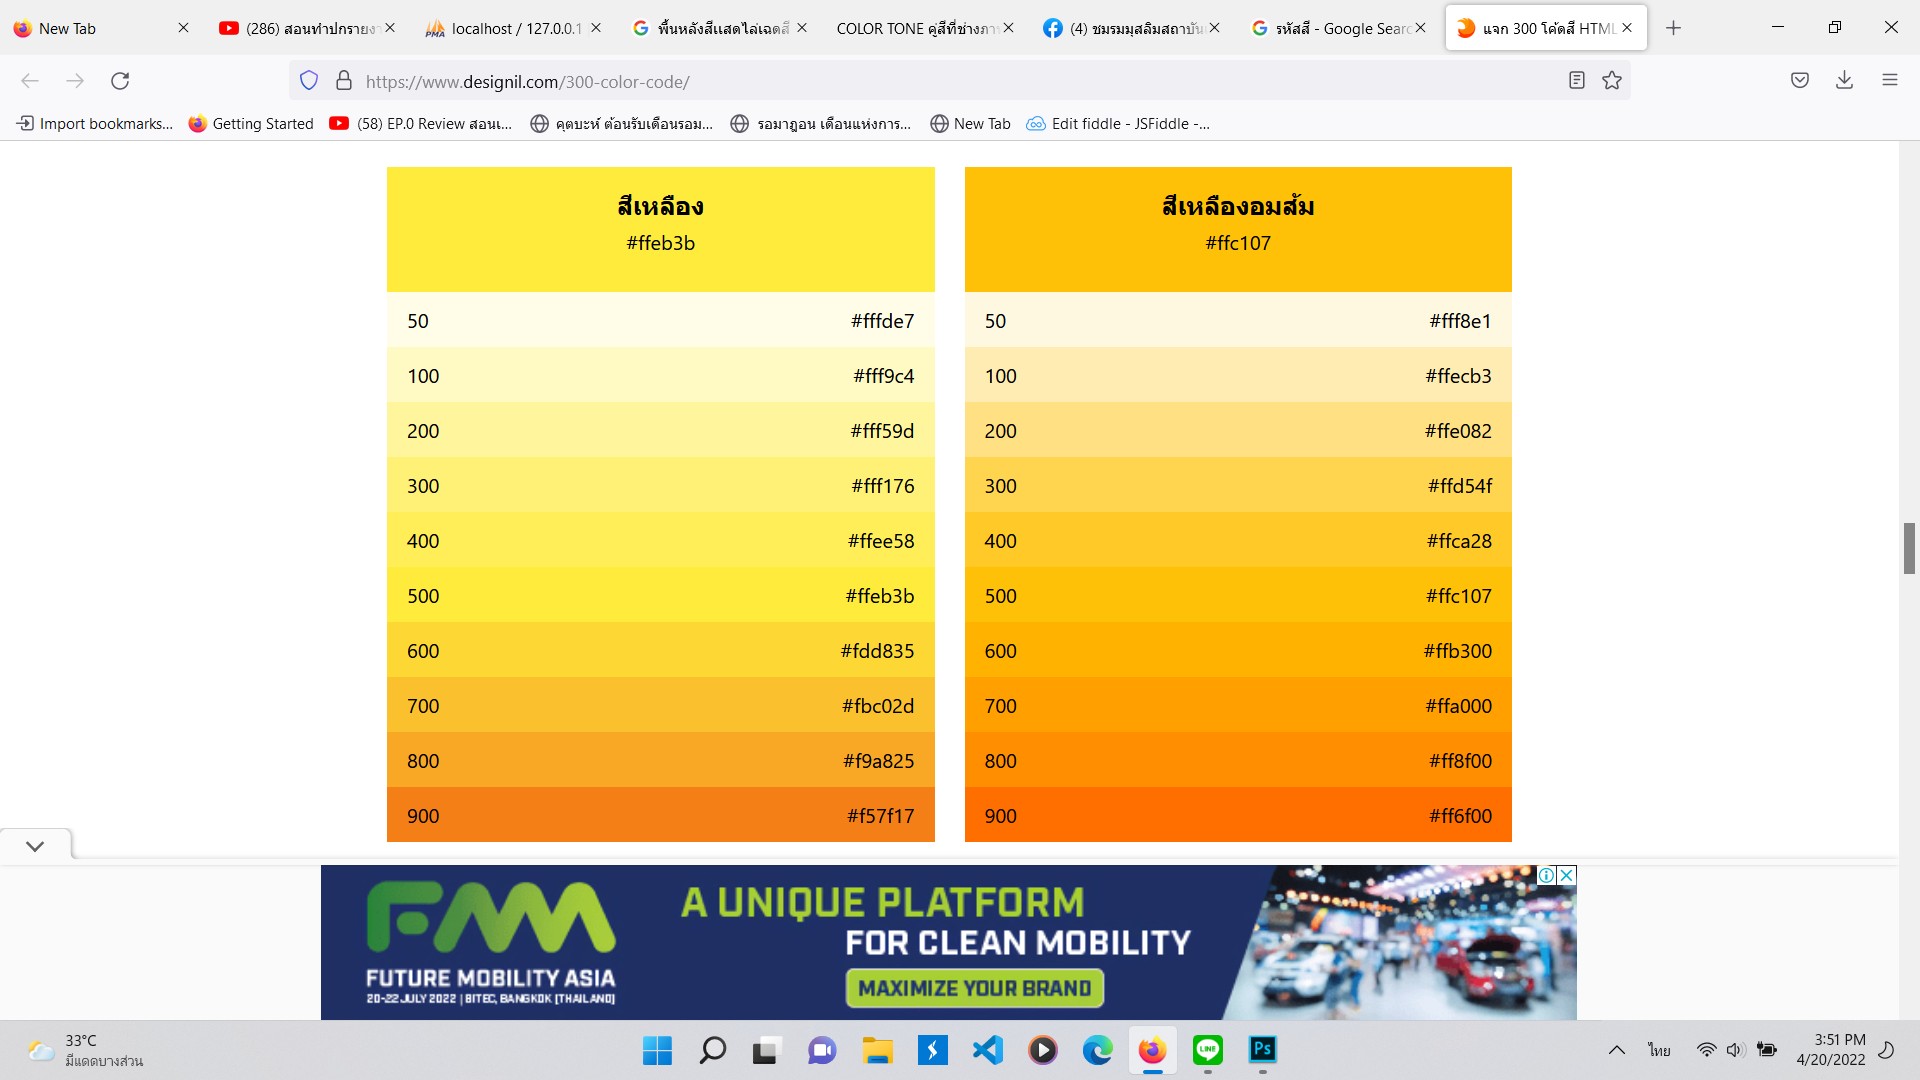 New Tab
(286) สอนทำปกรายงา
localhost / 127.0.0.1
พื้นหลังสีแสดไล่เฉดสี
COLOR TONE คู่สีที่ช่างภา
(4) ชมรมมุสลิมสถาบัน
รหัสสี - Google Searc
แจก 300 โค้ดสี HTML
https://www.designil.com/300-color-code/
Import bookmarks...
Getting Started
(58) EP.0 Review สอนเ...
คุตบะห์ ต้อนรับเดือนรอม...
รอมาฎอน เดือนแห่งการ...
New Tab
Edit fiddle - JSFiddle -...
สีเหลือง
#ffeb3b
50 #fffde7
100 #fff9c4
200 #fff59d
300 #fff176
400 #ffee58
500 #ffeb3b
600 #fdd835
700 #fbc02d
800 #f9a825
900 #f57f17
สีเหลืองอมส้ม
#ffc107
50 #fff8e1
100 #ffecb3
200 #ffe082
300 #ffd54f
400 #ffca28
500 #ffc107
600 #ffb300
700 #ffa000
800 #ff8f00
900 #ff6f00
FMM
FUTURE MOBILITY ASIA
20-22 JULY 2022 | BITEC, BANGKOK (THAILAND)
A UNIQUE PLATFORM
FOR CLEAN MOBILITY
MAXIMIZE YOUR BRAND
33°C
มีแดดบางส่วน
LINE
Ps
ไทย
3:51 PM
4/20/2022